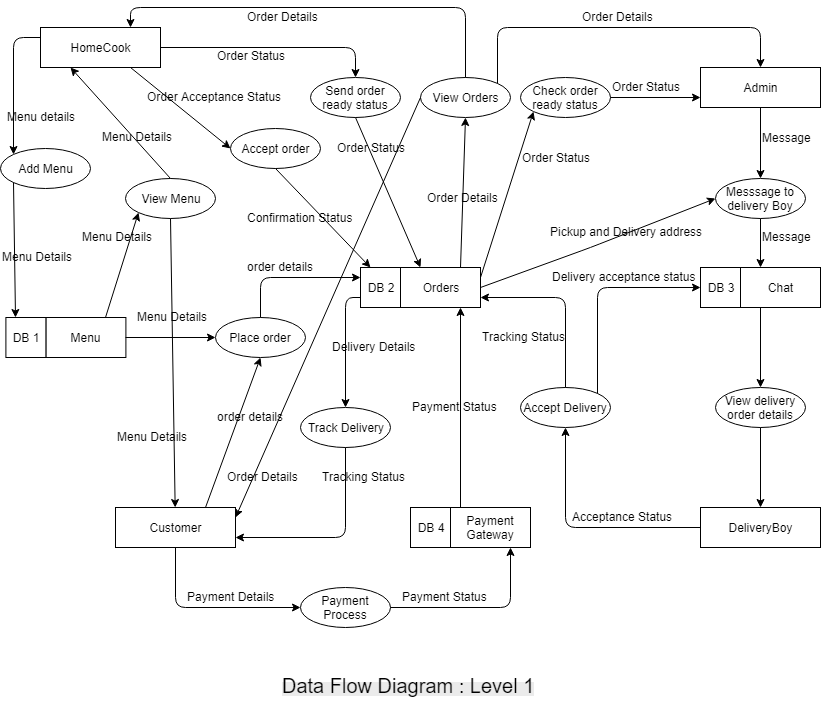 Order Details
Order Details
HomeCook
Order Status
Send order
ready status
View Orders
Check order
ready status
Order Status
Admin
Order Acceptance Status
Menu details
Menu Details
Accept order
Order Status
Message
Order Status
Add Menu
View Menu
Order Details
Messsage to
delivery Boy
Confirmation Status
Pickup and Delivery address
Message
Menu Details
Menu Details
order details
Delivery acceptance status
DB 2
Orders
DB 3
Chat
Menu Details
DB 1
Menu
Place order
Delivery Details
Tracking Status
order details
Payment Status
Accept Delivery
View delivery
order details
Track Delivery
Menu Details
Order Details
Tracking Status
Customer
DB 4
Payment
Gateway
Acceptance Status
DeliveryBoy
Payment Details
Payment
Process
Payment Status
Data Flow Diagram : Level 1